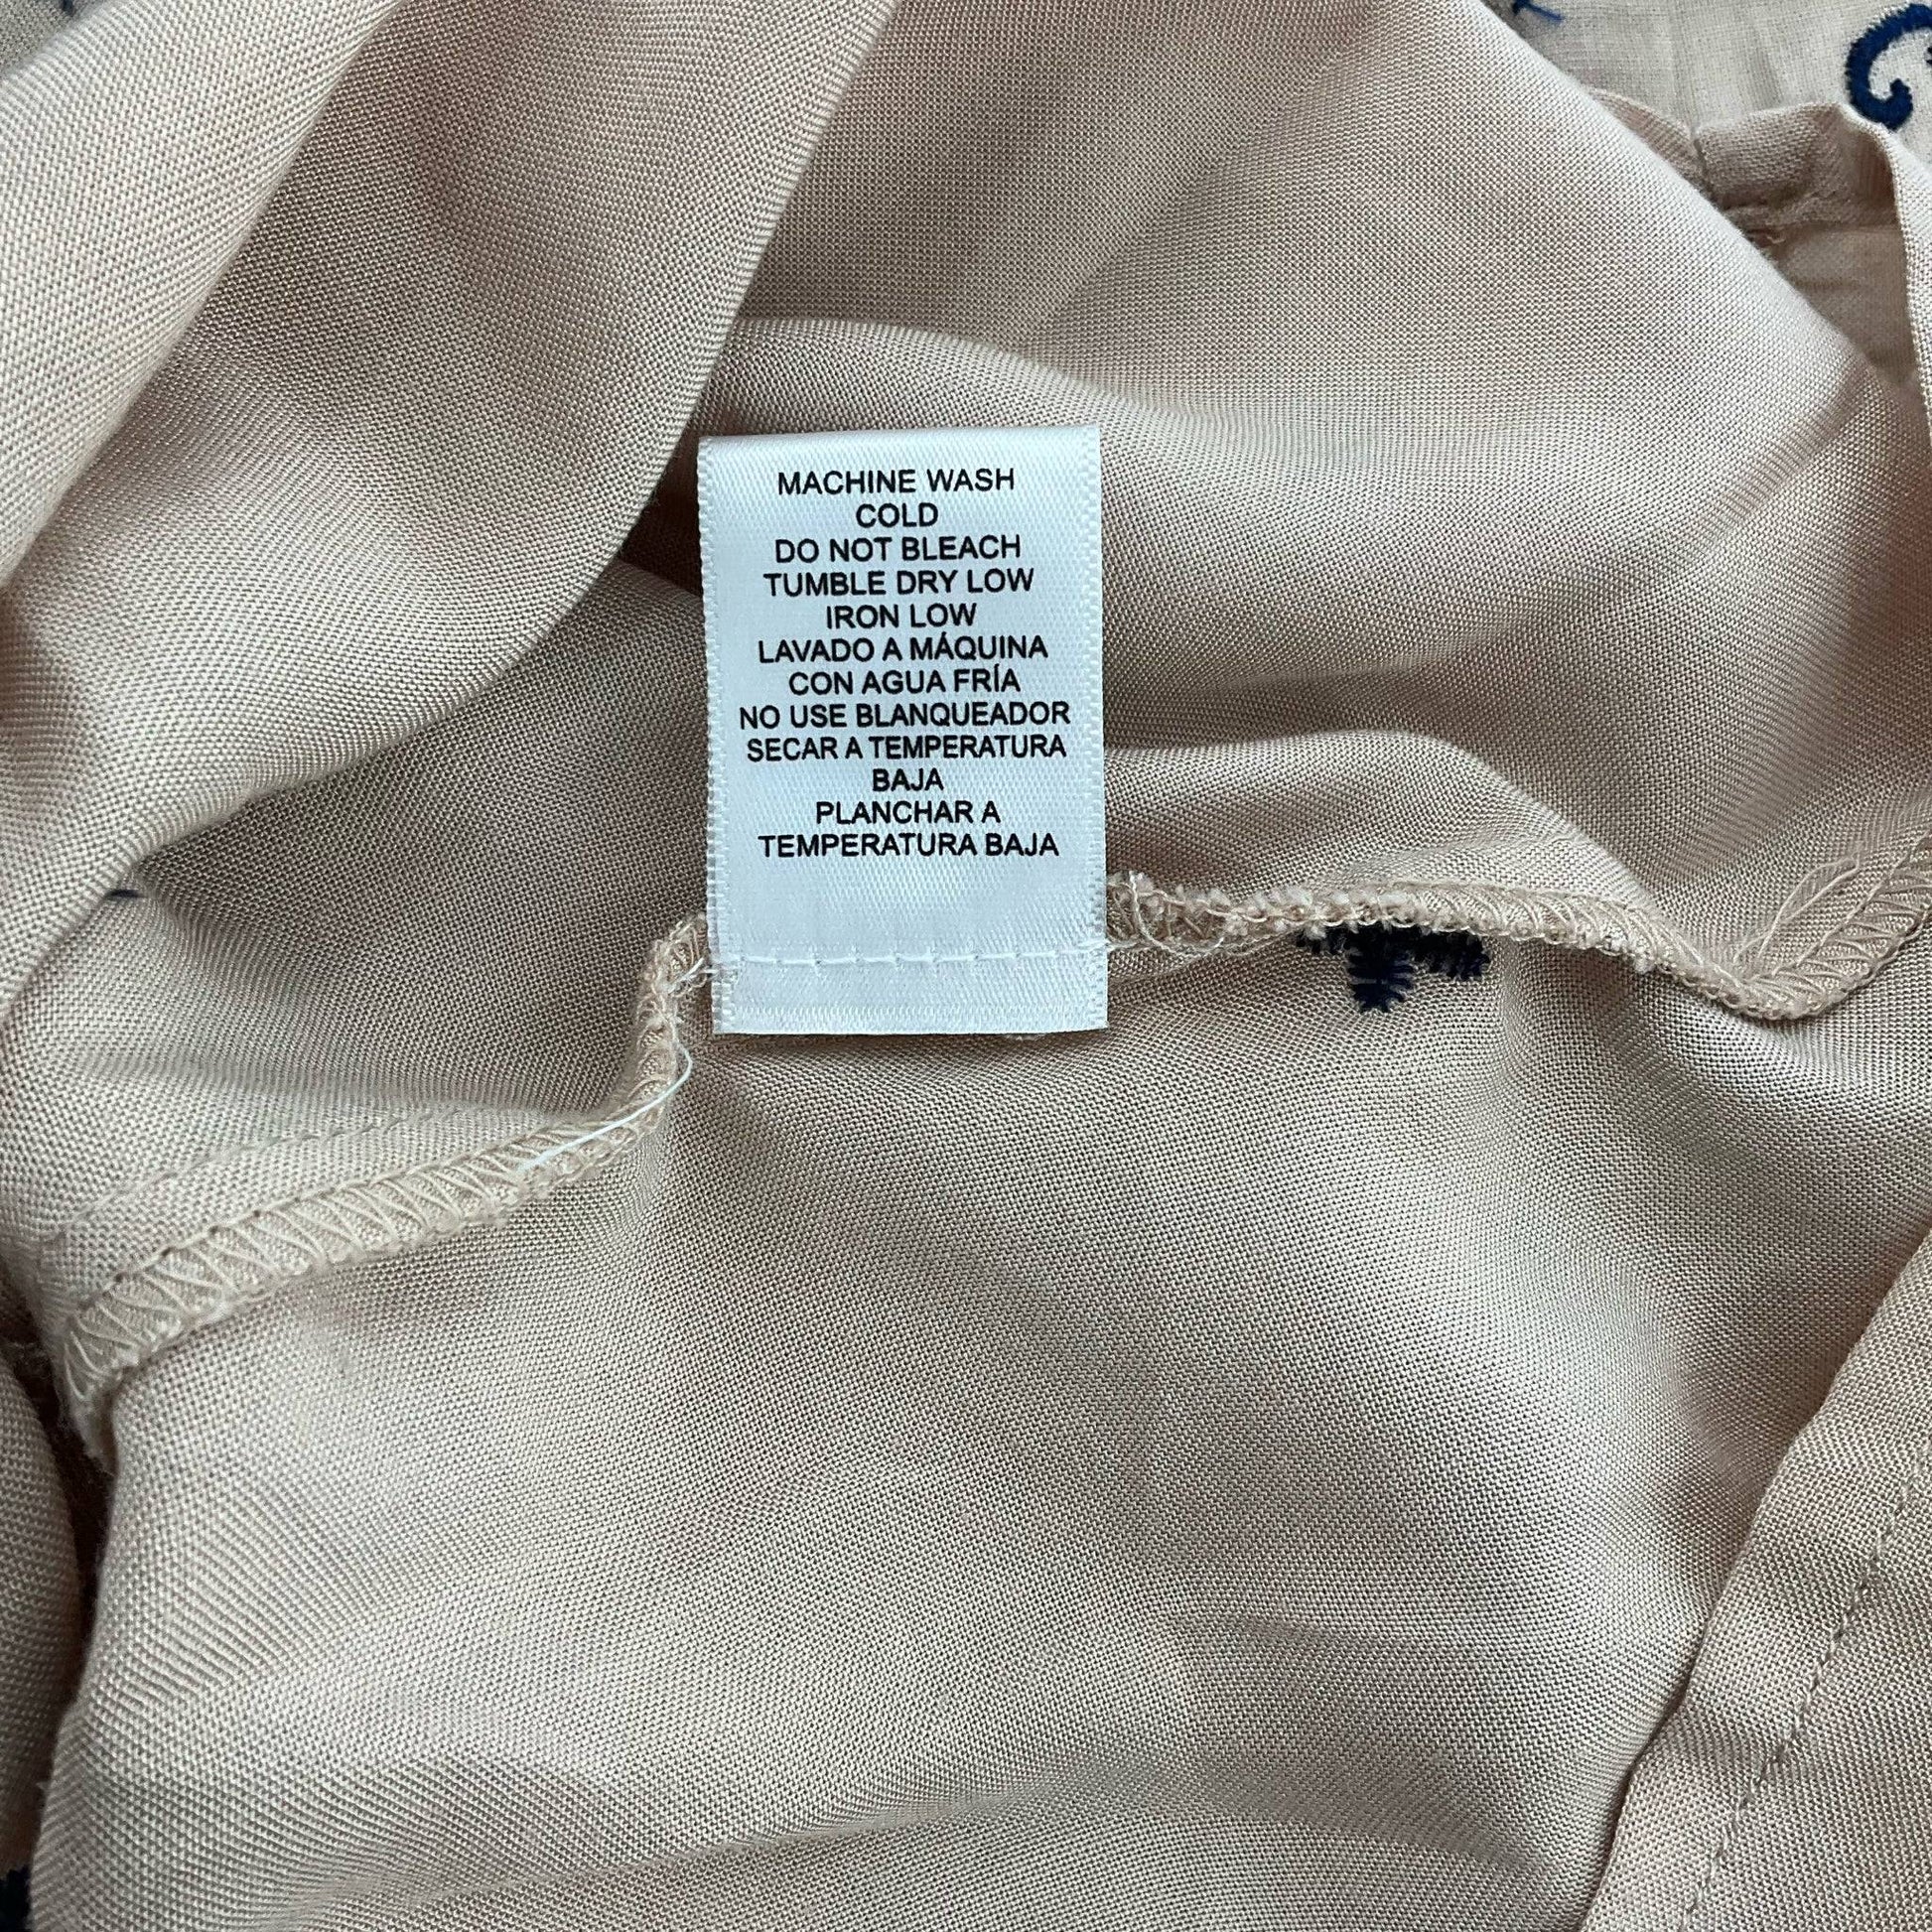 MACHINE WASH
COLD
DO NOT BLEACH
TUMBLE DRY LOW
IRON LOW
LAVADO A MÁQUINA
CON AGUA FRÍA
NO USE BLANQUEADOR
SECAR A TEMPERATURA
BAJA
PLANCHAR A
TEMPERATURA BAJA